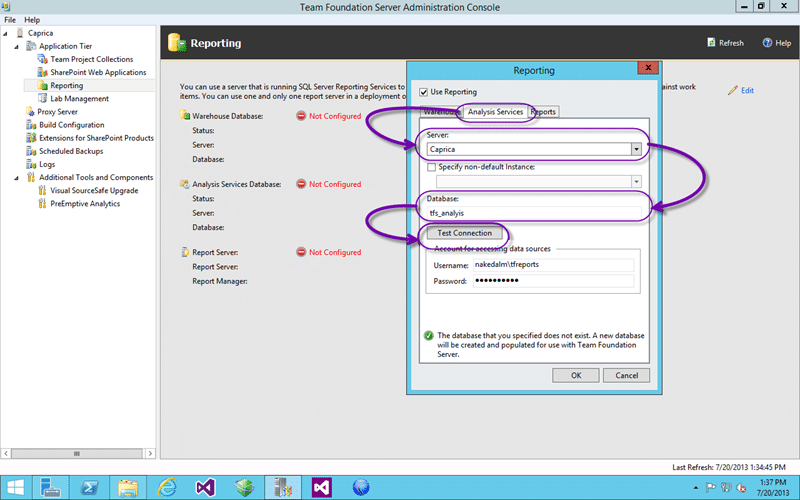 Team Foundation Server Administration Console
File Help
Caprica
Application Tier
Team Project Collections
SharePoint Web Applications
Reporting
Lab Management
Proxy Server
Build Configuration
Extensions for SharePoint Products
Scheduled Backups
Logs
Additional Tools and Components
Visual SourceSafe Upgrade
PreEmptive Analytics
Reporting
Refresh
Help
You can use a server that is running SQL Server Reporting Services to
ainst work
items. You can use one and only one report server in a deployment o
Edit
Warehouse Database:
Not Configured
Status:
Server:
Database:
Analysis Services Database:
Not Configured
Status:
Server:
Database:
Report Server:
Not Configured
Report Server:
Report Manager:
Reporting
Use Reporting
Warehouse
Analysis Services
Reports
Server:
Caprica
Specify non-default Instance:
Database:
tfs_analyis
Test Connection
Account for accessing data sources
Username:
nakedalm\tfreports
Password:
The database that you specified does not exist. A new database
will be created and populated for use with Team Foundation
Server.
OK
Cancel
Last Refresh: 7/20/2013 1:34:45 PM
1:37 PM
7/20/2013